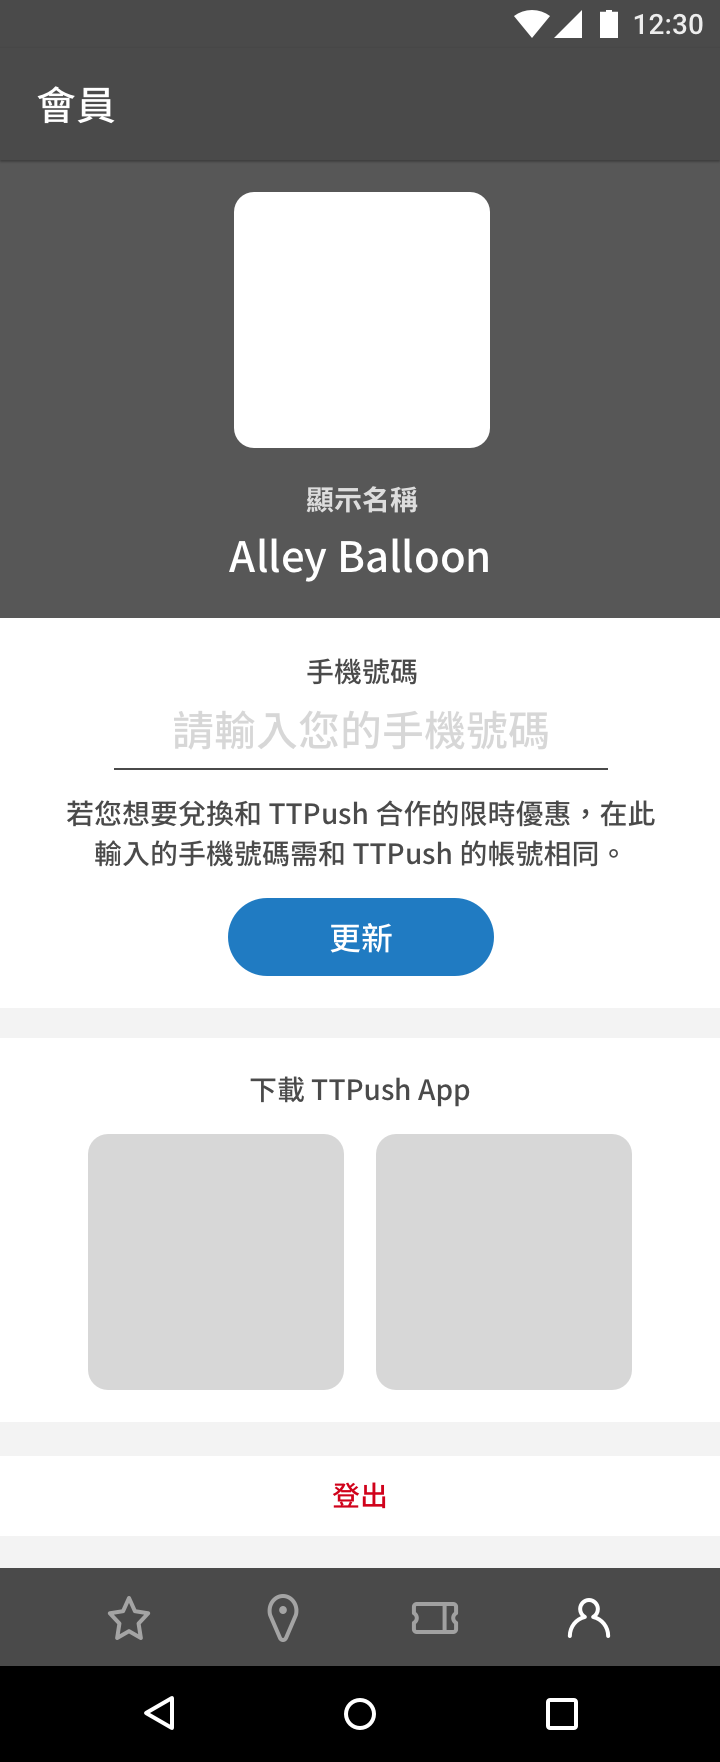 12:30
會員
顯示名稱
Alley Balloon
手機號碼
請輸入您的手機號碼
若您想要兌換和 TTPush 合作的限時優惠，在此
輸入的手機號碼需和 TTPush 的帳號相同。
更新
下載 TTPush App
登出